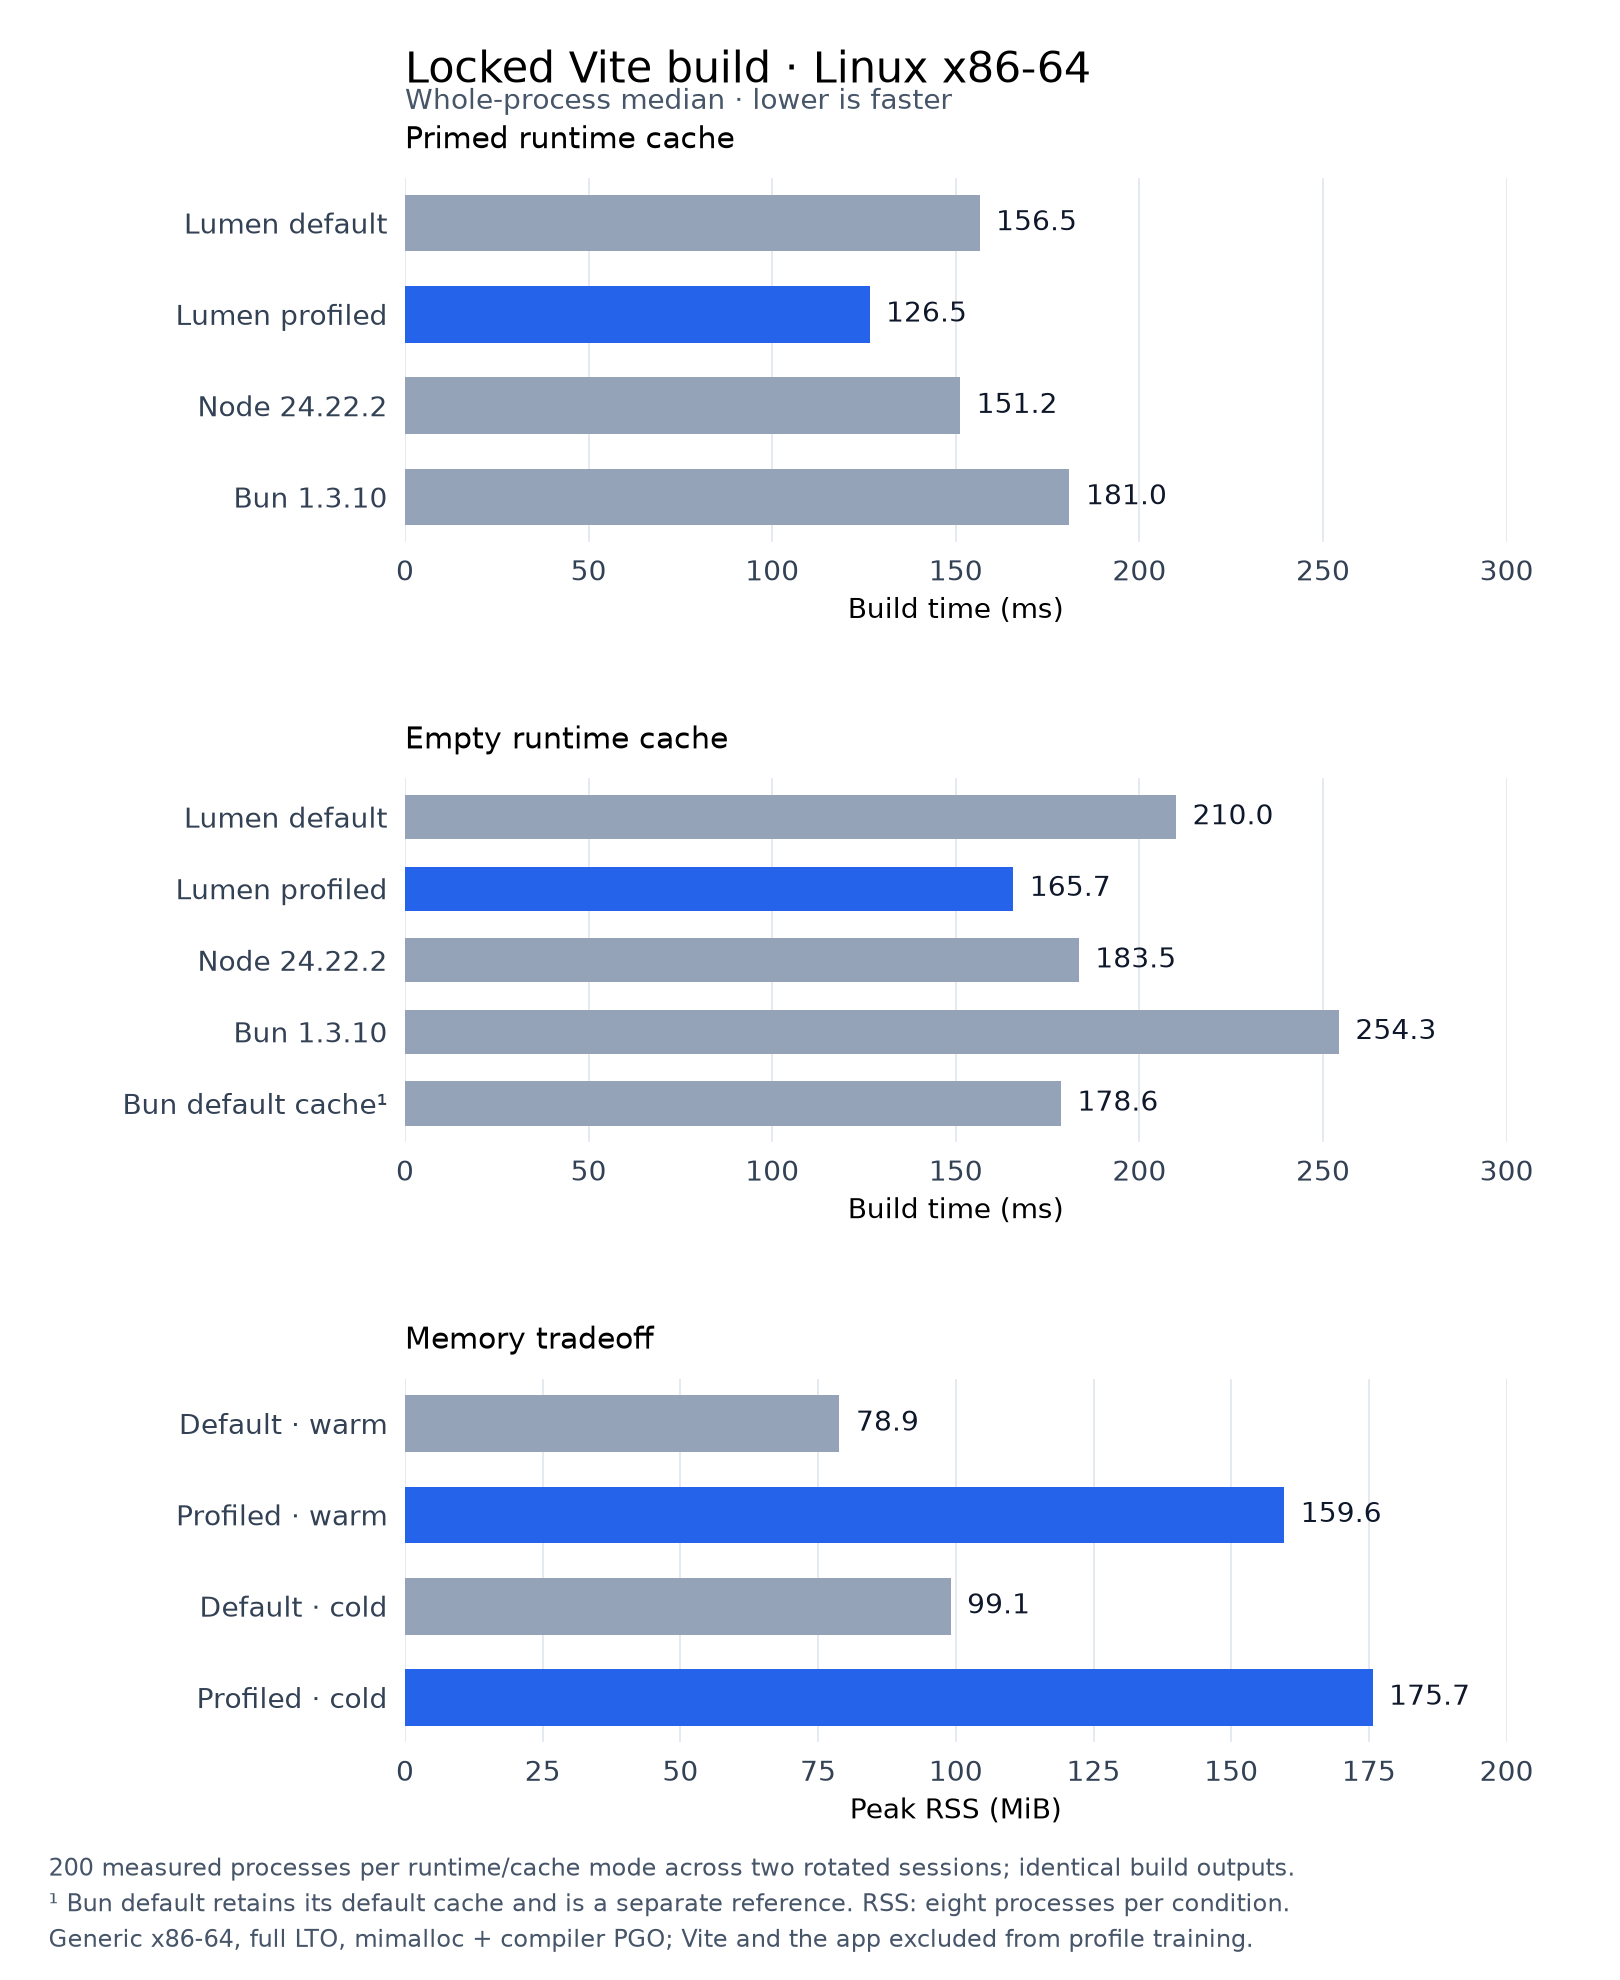 Locked Vite build · Linux x86-64
Whole-process median · lower is faster
Primed runtime cache
Lumen default 156.5
Lumen profiled 126.5
Node 24.22.2 151.2
Bun 1.3.10 181.0
0 50 100 150 200 250 300
Build time (ms)
Empty runtime cache
Lumen default 210.0
Lumen profiled 165.7
Node 24.22.2 183.5
Bun 1.3.10 254.3
Bun default cache¹ 178.6
0 50 100 150 200 250 300
Build time (ms)
Memory tradeoff
Default · warm 78.9
Profiled · warm 159.6
Default · cold 99.1
Profiled · cold 175.7
0 25 50 75 100 125 150 175 200
Peak RSS (MiB)
200 measured processes per runtime/cache mode across two rotated sessions; identical build outputs.
¹ Bun default retains its default cache and is a separate reference. RSS: eight processes per condition.
Generic x86-64, full LTO, mimalloc + compiler PGO; Vite and the app excluded from profile training.